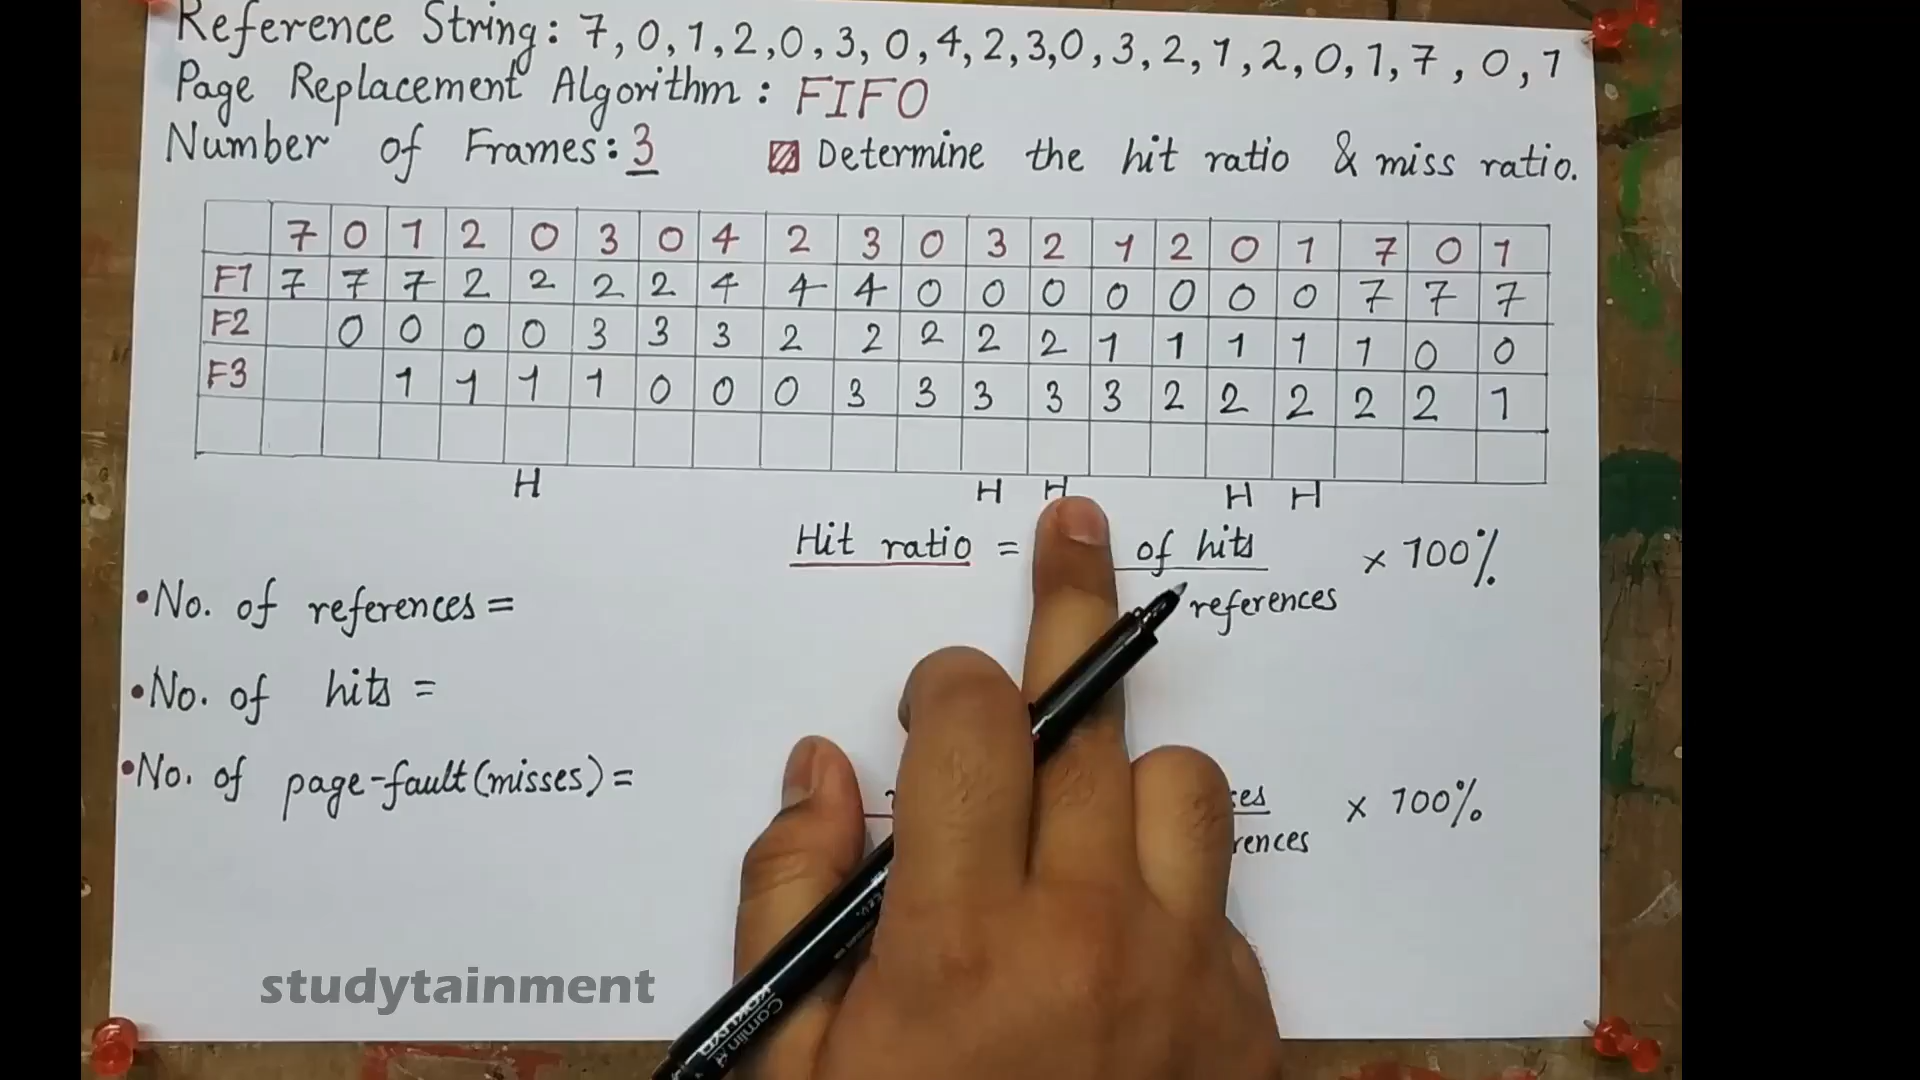 Reference String: 7, 0, 1, 2, 0, 3, 0, 4, 2, 3, 0, 3, 2, 1, 2, 0, 1, 7, 0, 1
Page Replacement Algorithm: FIFO
Number of Frames: 3 Determine the hit ratio & miss ratio.
7 0 1 2 0 3 0 4 2 3 0 3 2 1 2 0 1 7 0 1
F1 7 7 7 2 2 2 2 4 4 4 0 0 0 0 0 0 0 7 7 7
F2 0 0 0 0 3 3 3 2 2 2 2 2 1 1 1 1 1 0 0
F3 1 1 1 1 0 0 0 3 3 3 3 3 2 2 2 2 2 1
H H H H H
Hit ratio = of hits × 100%
references
• No. of references =
• No. of hits =
• No. of page-fault (misses) =
× 100%
studytainment